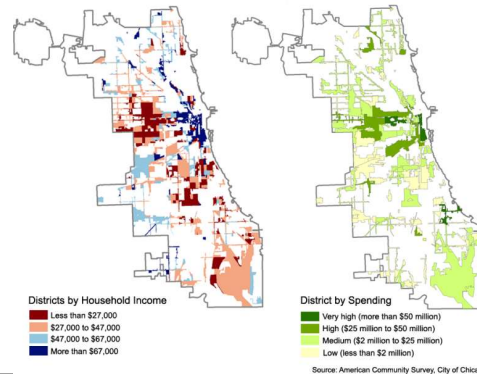 Districts by Household Income
Less than $27,000
$27,000 to $47,000
$47,000 to $67,000
More than $67,000
District by Spending
Very high (more than $50 million)
High ($25 million to $50 million)
Medium ($2 million to $25 million)
Low (less than $2 million)
Source: American Community Survey, City of Chica